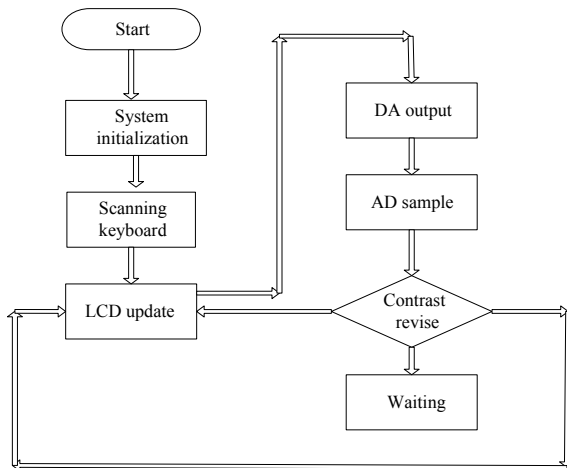 Start
System
initialization
Scanning
keyboard
LCD update
DA output
AD sample
Contrast
revise
Waiting